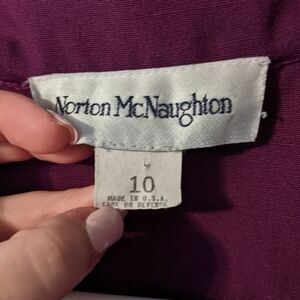 Norton McNaughton
10
MADE IN U.S.A.
CARE ON REVERSE